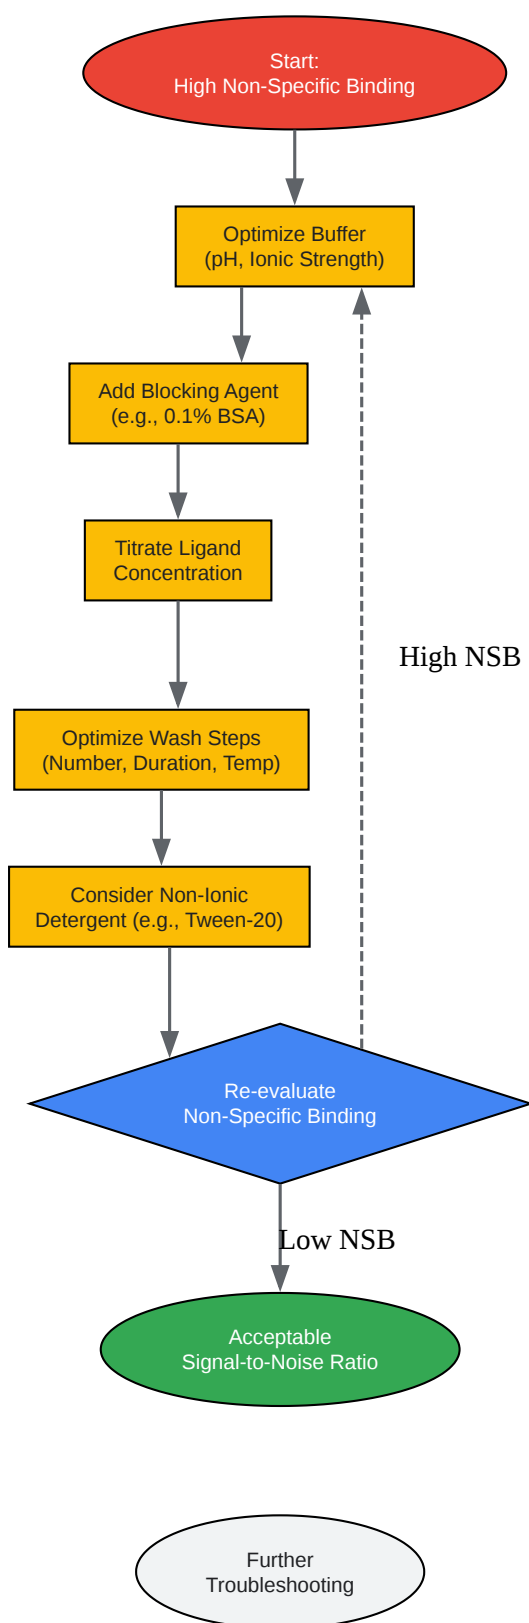 Start:
High Non-Specific Binding
Optimize Buffer
(pH, Ionic Strength)
Add Blocking Agent
(e.g., 0.1% BSA)
Titrate Ligand
Concentration
High NSB
Optimize Wash Steps
(Number, Duration, Temp)
Consider Non-Ionic
Detergent (e.g., Tween-20)
Re-evaluate
Non-Specific Binding
Low NSB
Acceptable
Signal-to-Noise Ratio
Further
Troubleshooting